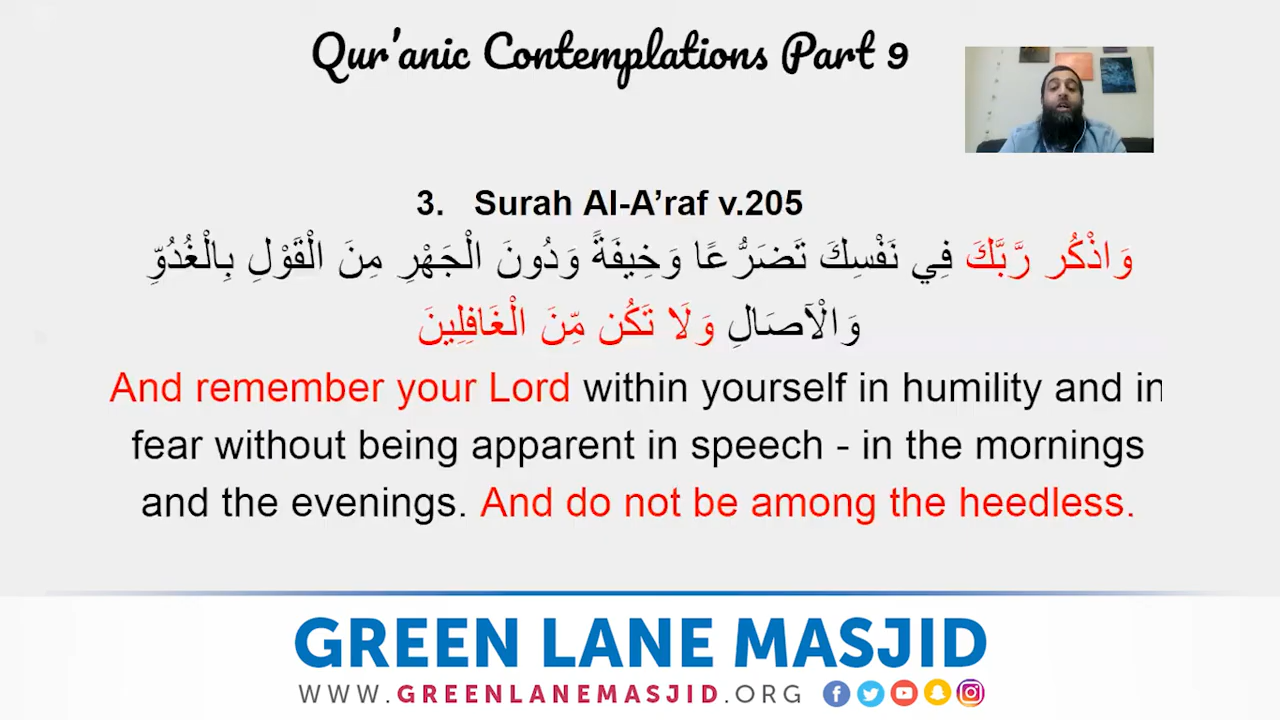 Qur'anic Contemplations Part 9
3. Surah Al-A’raf v.205
وَاذْكُر رَّبَّكَ فِي نَفْسِكَ تَضَرُّعًا وَخِيفَةً وَدُونَ الْجَهْرِ مِنَ الْقَوْلِ بِالْغُدُوِّ
وَالْآصَالِ وَلَا تَكُن مِّنَ الْغَافِلِينَ
And remember your Lord within yourself in humility and in
fear without being apparent in speech - in the mornings
and the evenings. And do not be among the heedless.
GREEN LANE MASJID
WWW.GREENLANEMASJID.ORG